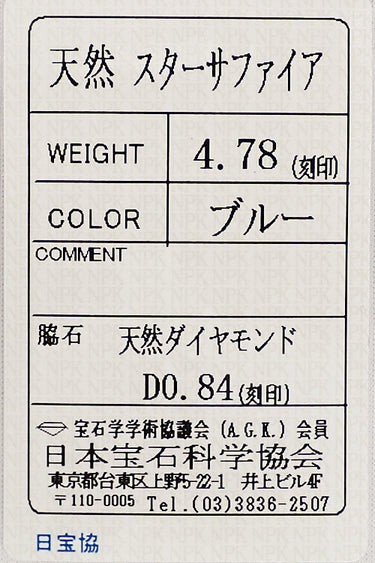 天然 スターサファイア
WEIGHT 4.78 (刻印)
COLOR ブルー
COMMENT
脇石 天然ダイヤモンド
D0.84(刻印)
宝石学学術協議会 (A.G.K.) 会員
日本宝石科学協会
東京都台東区上野5-22-1 井上ビル4F
〒110-0005 Tel.(03)3836-2507
日宝協